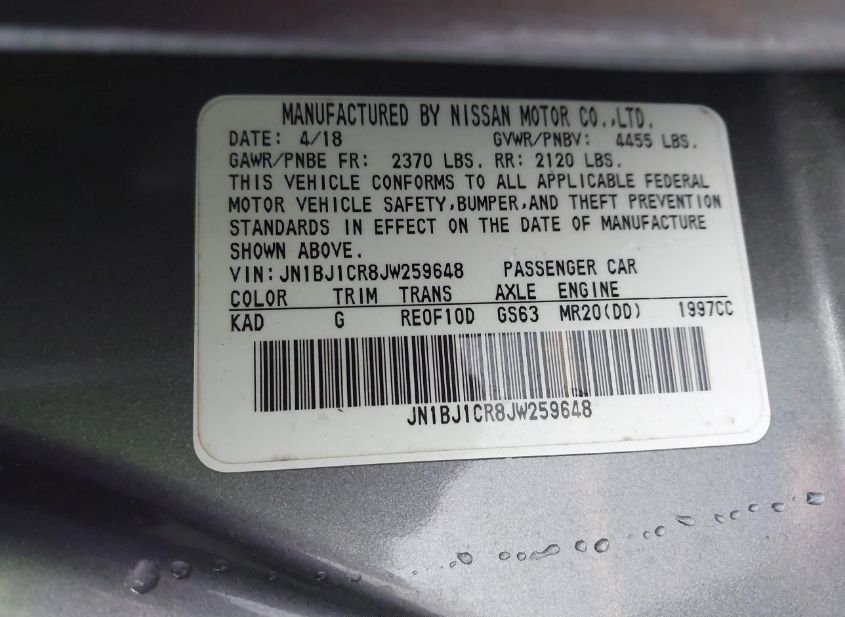 MANUFACTURED BY NISSAN MOTOR CO.,LTD.
DATE: 4/18 GVWR/PNBV: 4455 LBS.
GAWR/PNBE FR: 2370 LBS. RR: 2120 LBS.
THIS VEHICLE CONFORMS TO ALL APPLICABLE FEDERAL
MOTOR VEHICLE SAFETY,BUMPER,AND THEFT PREVENTION
STANDARDS IN EFFECT ON THE DATE OF MANUFACTURE
SHOWN ABOVE.
VIN: JN1BJ1CR8JW259648 PASSENGER CAR
COLOR TRIM TRANS AXLE ENGINE
KAD G RE0F10D GS63 MR20(DD) 1997CC
JN1BJ1CR8JW259648